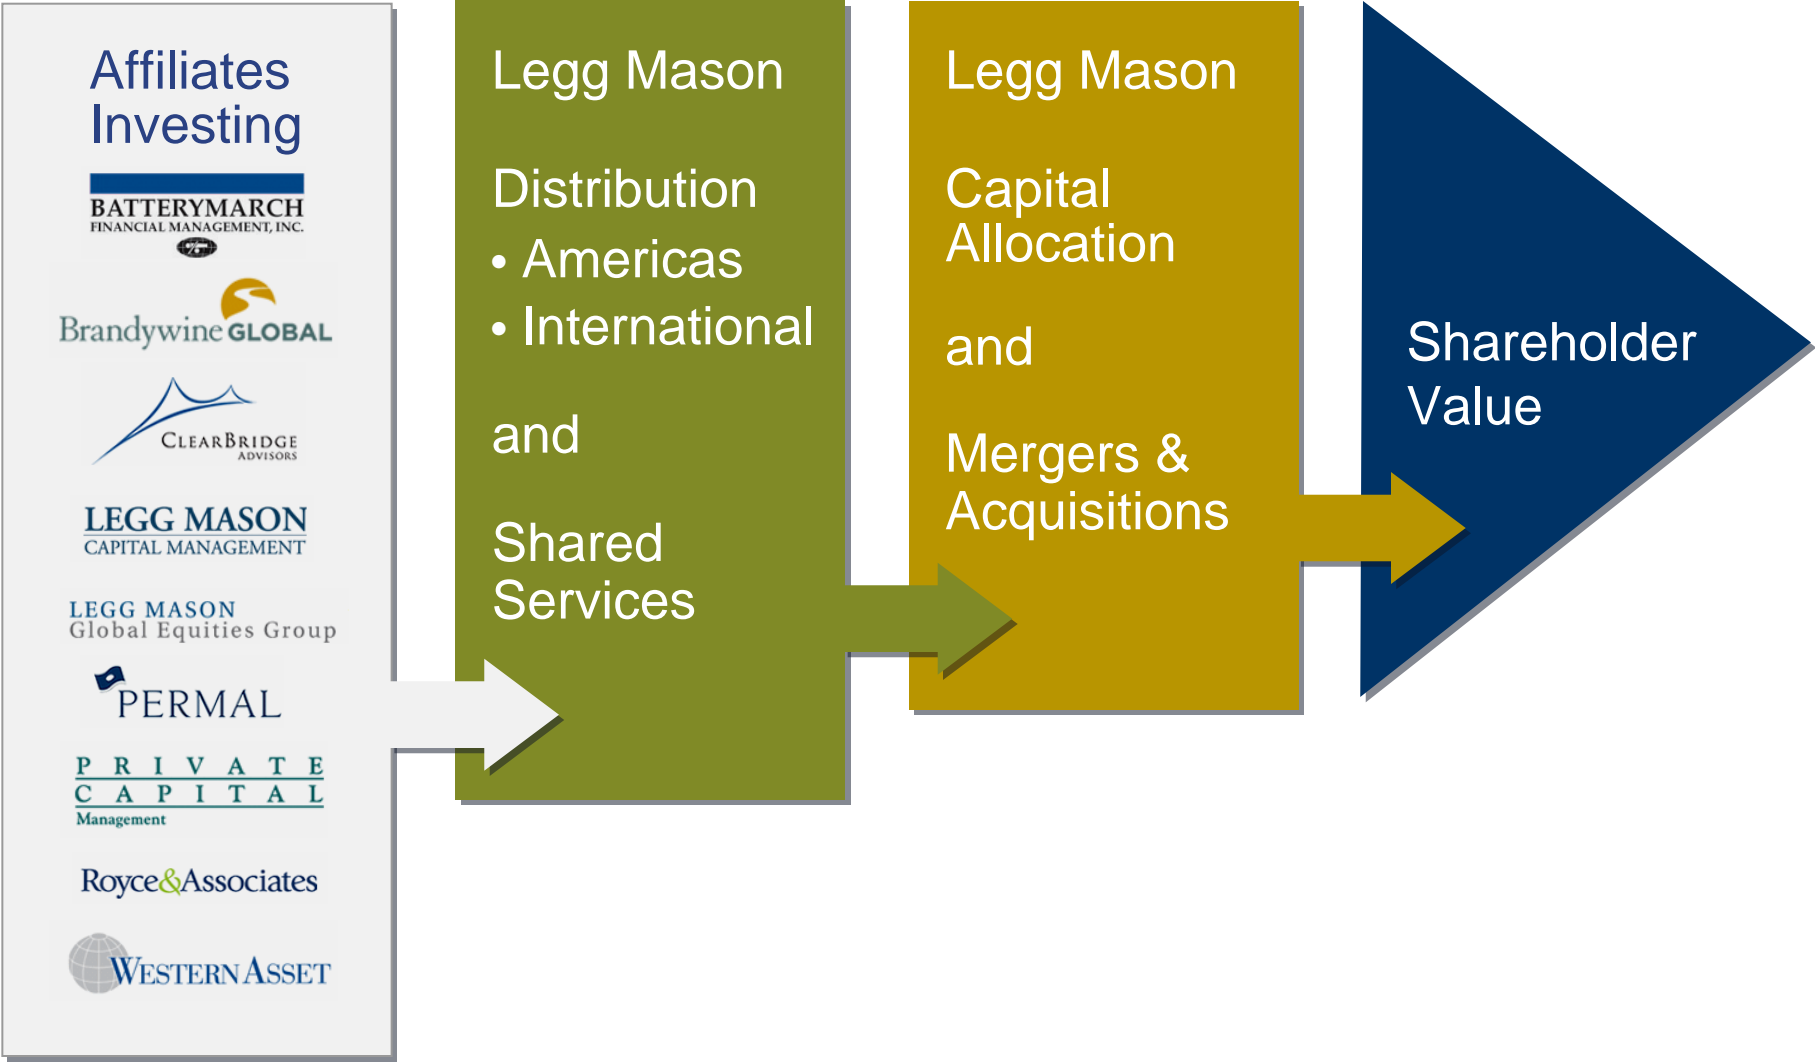 Affiliates
Investing
BATTERYMARCH
FINANCIAL MANAGEMENT, INC.
Brandywine GLOBAL
CLEARBRIDGE
ADVISORS
LEGG MASON
CAPITAL MANAGEMENT
LEGG MASON
Global Equities Group
PERMAL
PRIVATE
CAPITAL
Management
Royce&Associates
WESTERN ASSET
Legg Mason
Distribution
• Americas
• International
and
Shared
Services
Legg Mason
Capital
Allocation
and
Mergers &
Acquisitions
Shareholder
Value